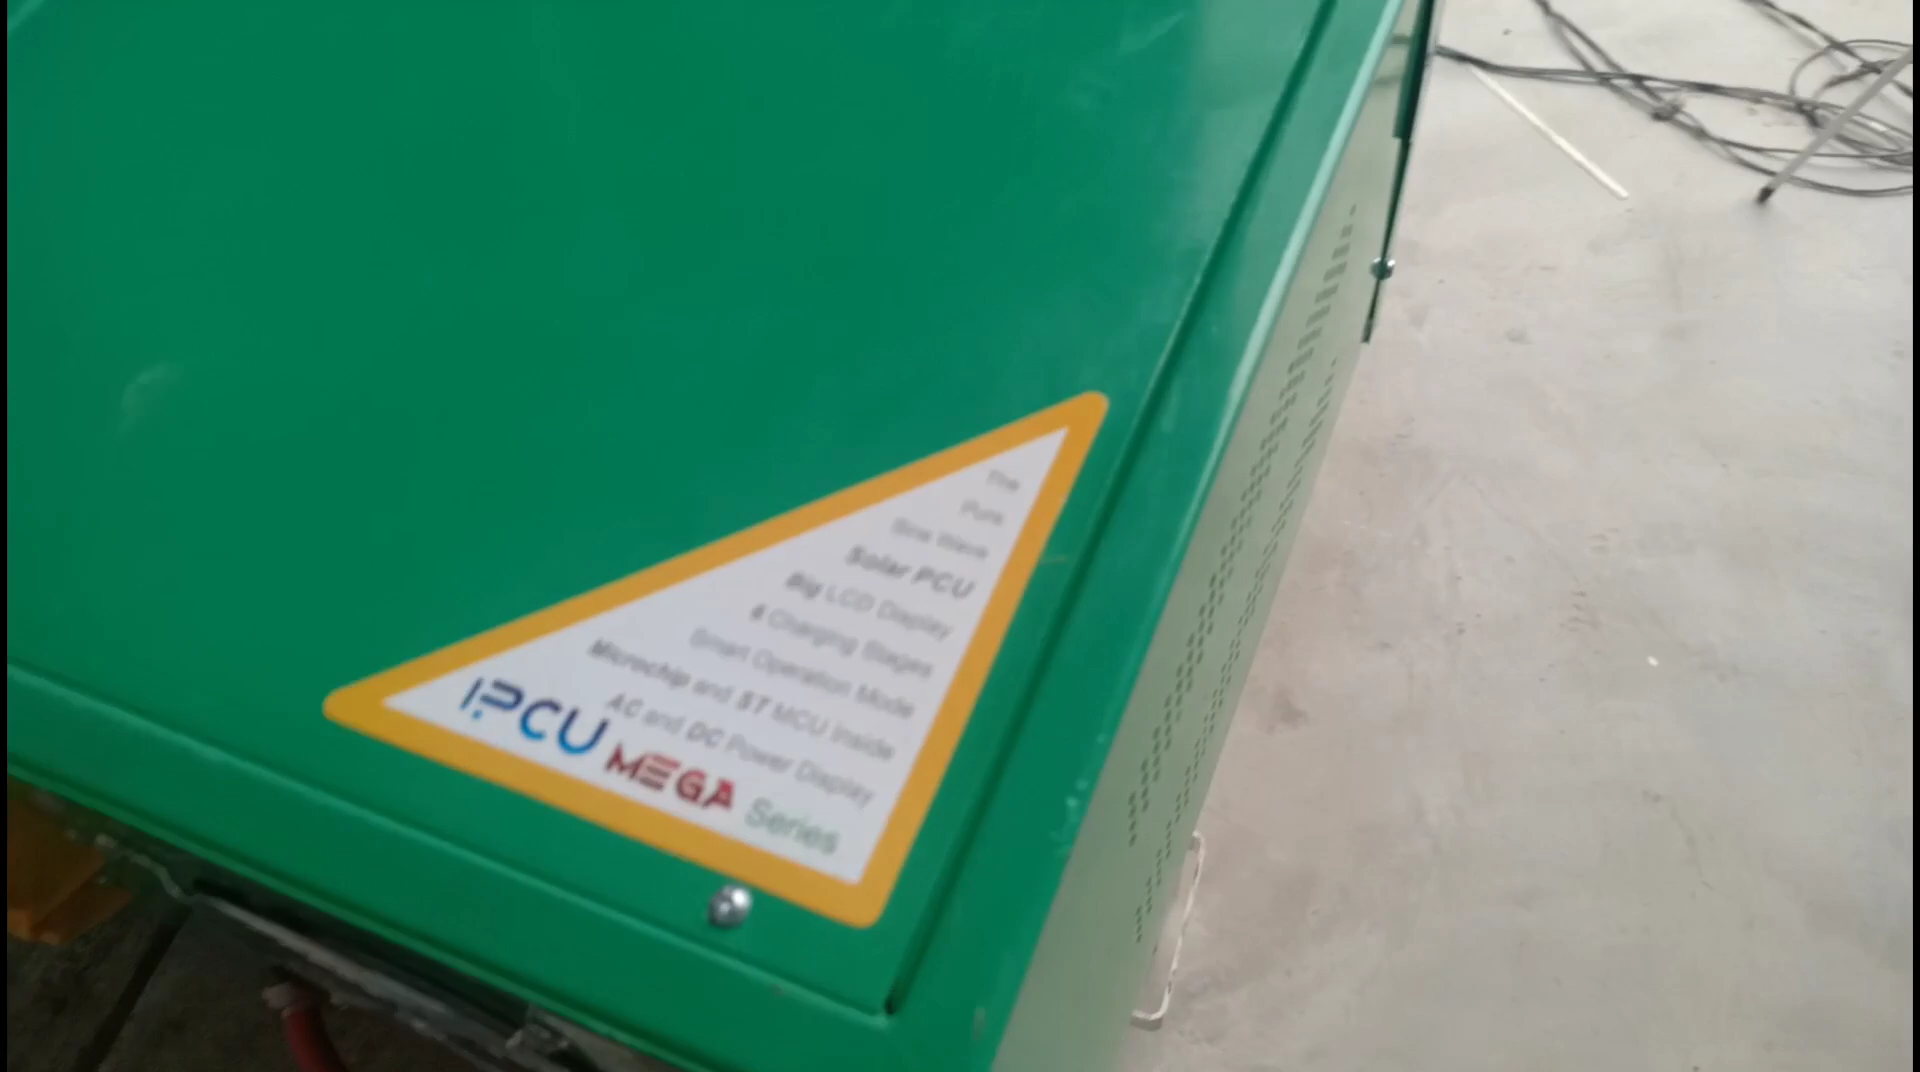 The
Pure
Sine Wave
Solar PCU
Big LCD Display
6 Charging Stages
Smart Operation Mode
Microchip and ST MCU Inside
AC and DC Power Display
iPCU MEGA Series